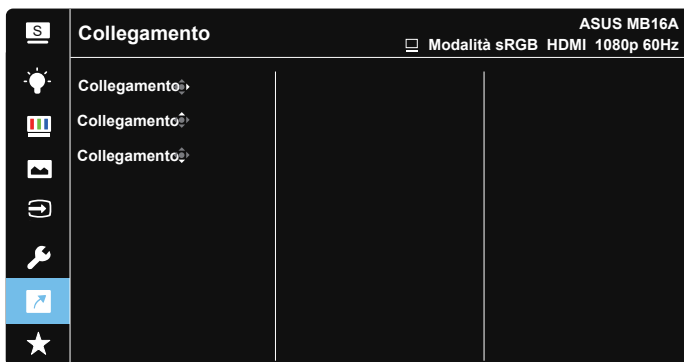 S
Collegamento
ASUS MB16A
Modalità sRGB HDMI 1080p 60Hz
Collegamento
Collegamento
Collegamento